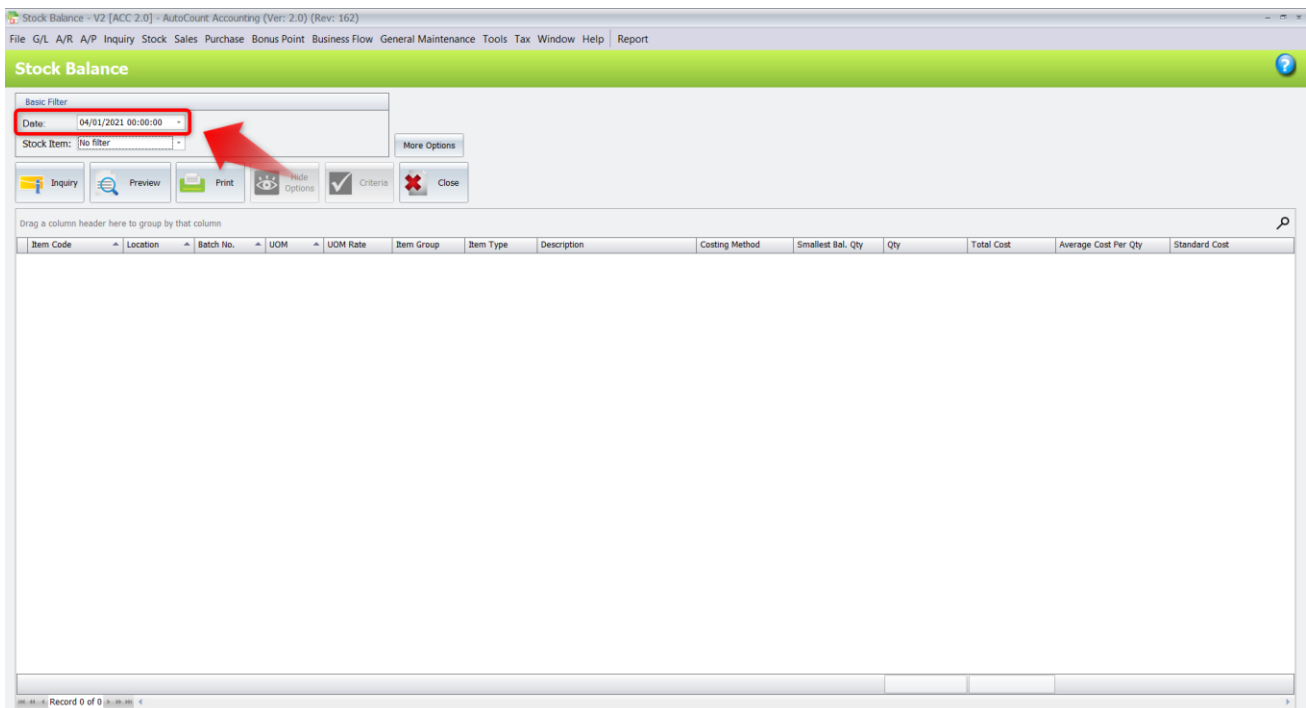 Stock Balance - V2 [ACC 2.0] - AutoCount Accounting (Ver: 2.0) (Rev: 162)
File G/L A/R A/P Inquiry Stock Sales Purchase Bonus Point Business Flow General Maintenance Tools Tax Window Help Report
Stock Balance
Basic Filter
Date: 04/01/2021 00:00:00
Stock Item: No filter
More Options
Inquiry Preview Print Hide Options Criteria Close
Drag a column header here to group by that column
Item Code Location Batch No. UOM UOM Rate Item Group Item Type Description Costing Method Smallest Bal. Qty Qty Total Cost Average Cost Per Qty Standard Cost
Record 0 of 0